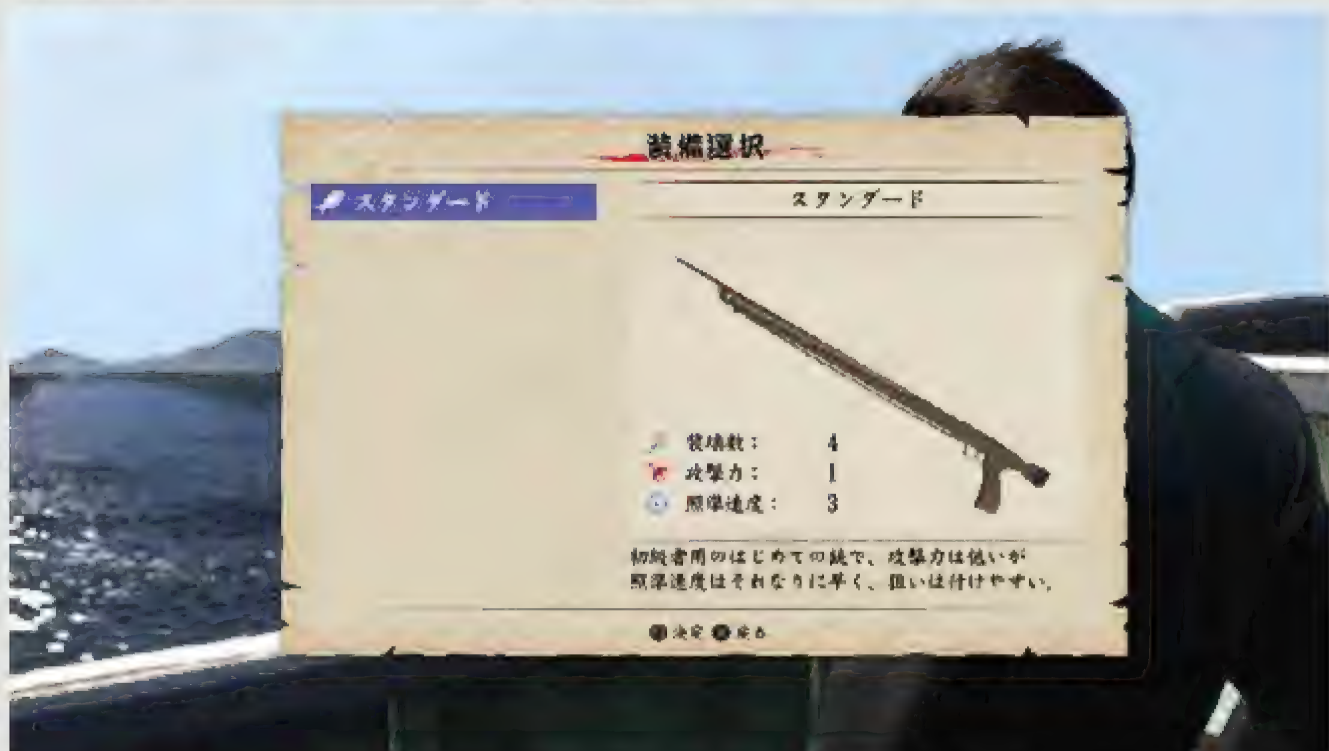 装備選択
スタンダード
スタンダード
装填数： 4
攻撃力： 1
照準速度： 3
初級者用のはじめての銃で、攻撃力は低いが
照準速度はそれなりに早く、狙いは付けやすい。
決定 戻る